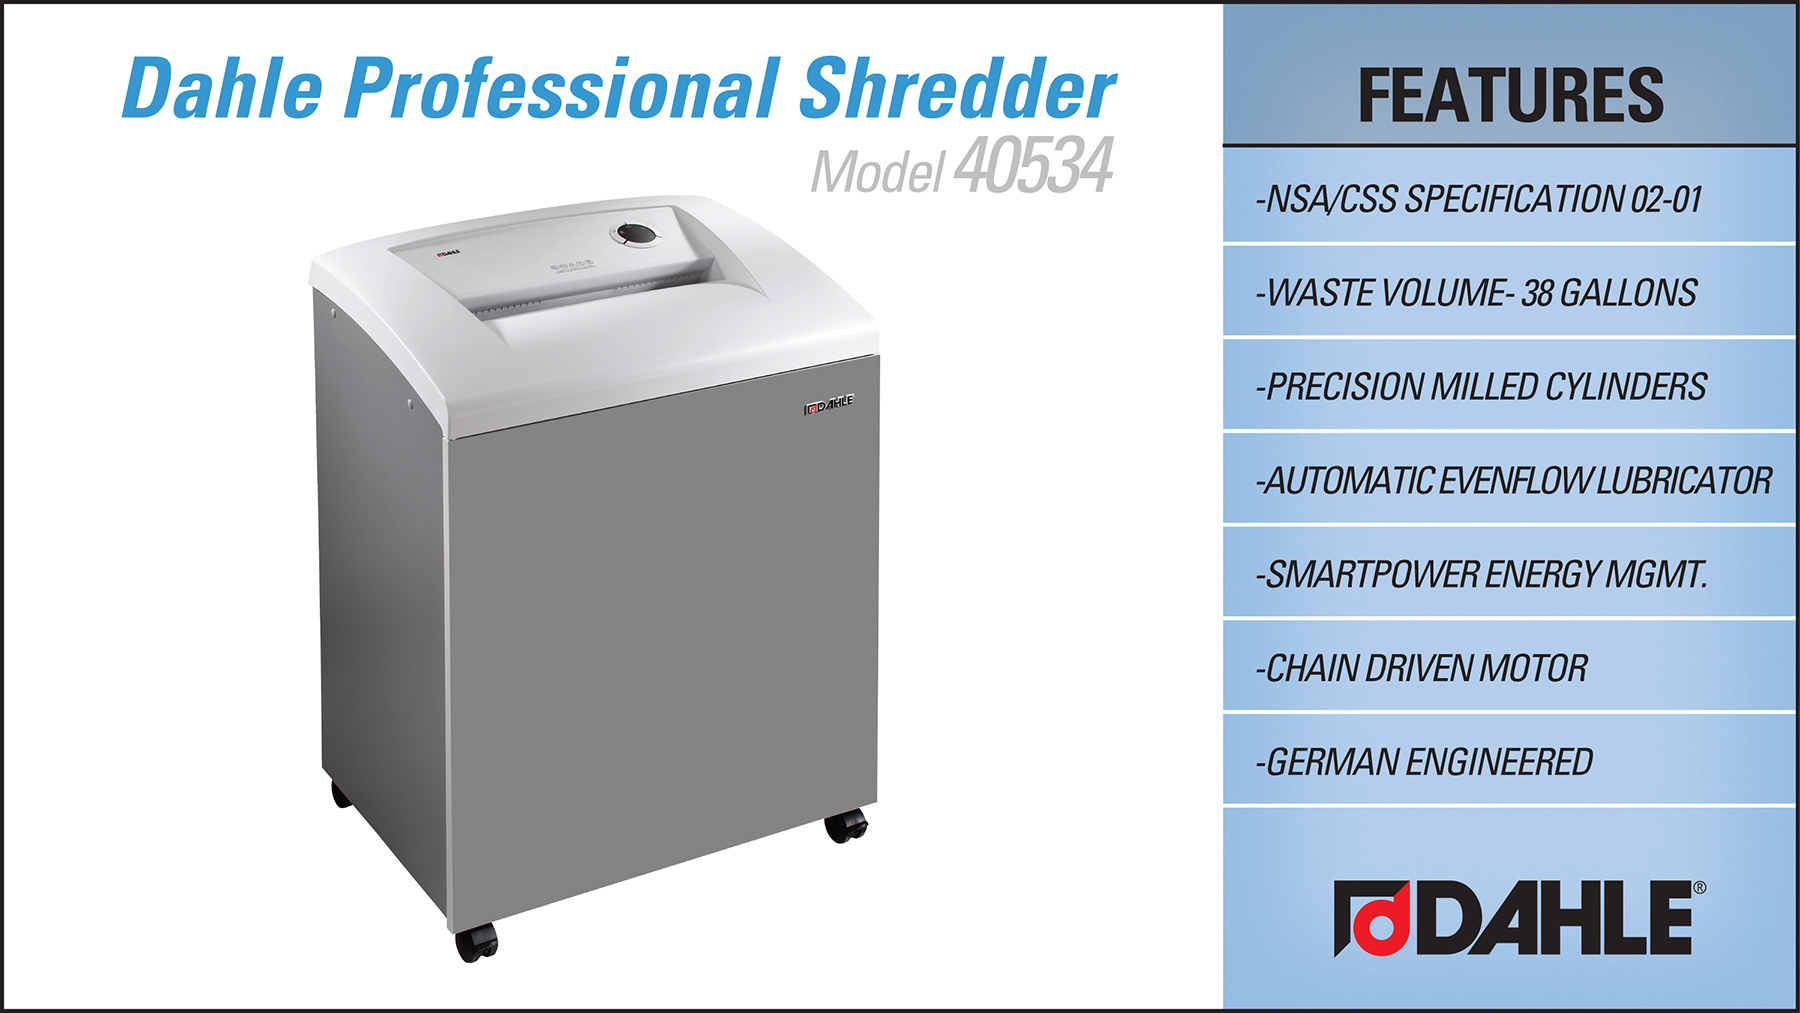 Dahle Professional Shredder
Model 40534
DAHLE
DAHLE
FEATURES
-NSA/CSS SPECIFICATION 02-01
-WASTE VOLUME- 38 GALLONS
-PRECISION MILLED CYLINDERS
-AUTOMATIC EVENFLOW LUBRICATOR
-SMARTPOWER ENERGY MGMT.
-CHAIN DRIVEN MOTOR
-GERMAN ENGINEERED
DAHLE®